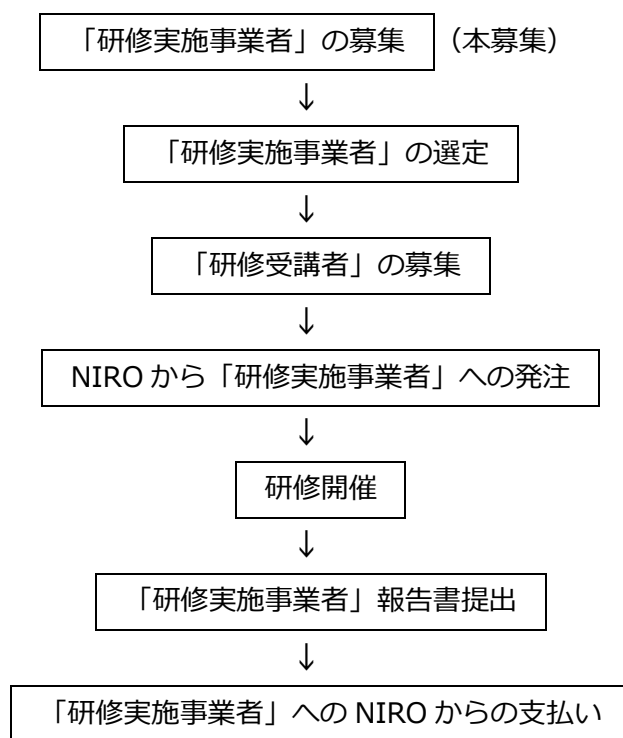 「研修実施事業者」の募集 （本募集）
↓
「研修実施事業者」の選定
↓
「研修受講者」の募集
↓
NIRO から「研修実施事業者」への発注
↓
研修開催
↓
「研修実施事業者」報告書提出
↓
「研修実施事業者」への NIRO からの支払い